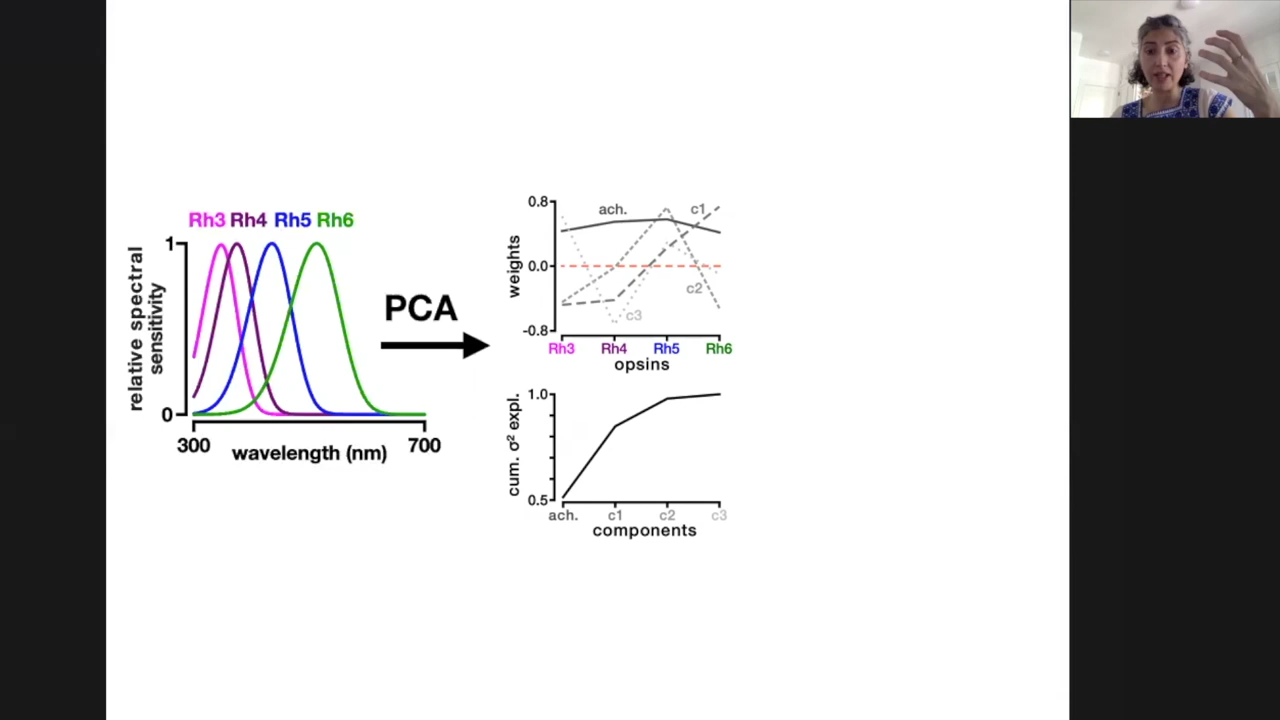 Rh3 Rh4 Rh5 Rh6
relative spectral
sensitivity
1
0
300
700
wavelength (nm)
PCA
weights
0.8
0.0
-0.8
ach.
c1
c2
c3
Rh3 Rh4 Rh5 Rh6
opsins
cum. σ² expl.
1.0
0.5
ach. c1 c2 c3
components